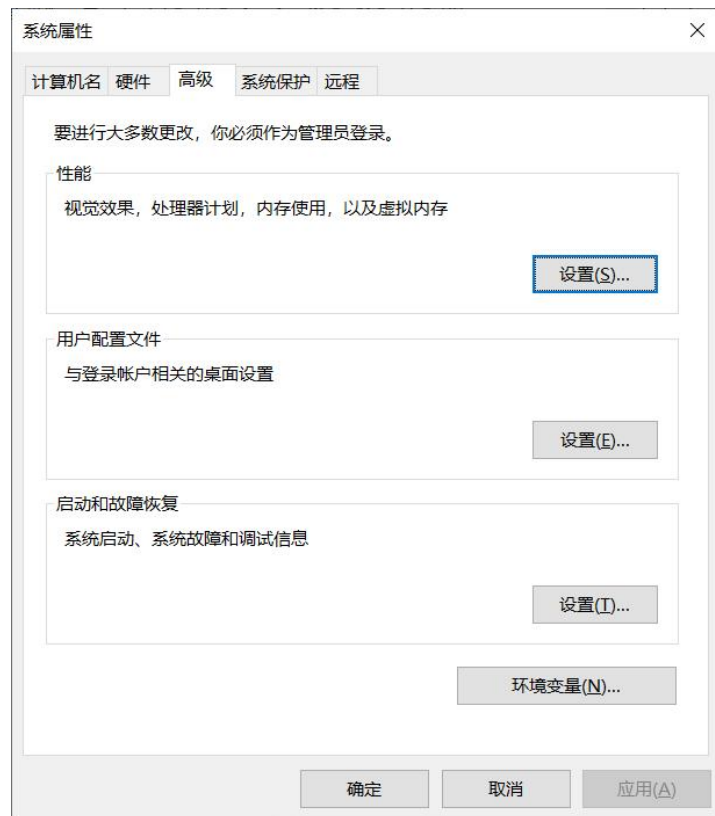 系统属性
计算机名 硬件 高级 系统保护 远程
要进行大多数更改，你必须作为管理员登录。
性能
视觉效果，处理器计划，内存使用，以及虚拟内存
设置(S)...
用户配置文件
与登录帐户相关的桌面设置
设置(E)...
启动和故障恢复
系统启动、系统故障和调试信息
设置(T)...
环境变量(N)...
确定 取消 应用(A)